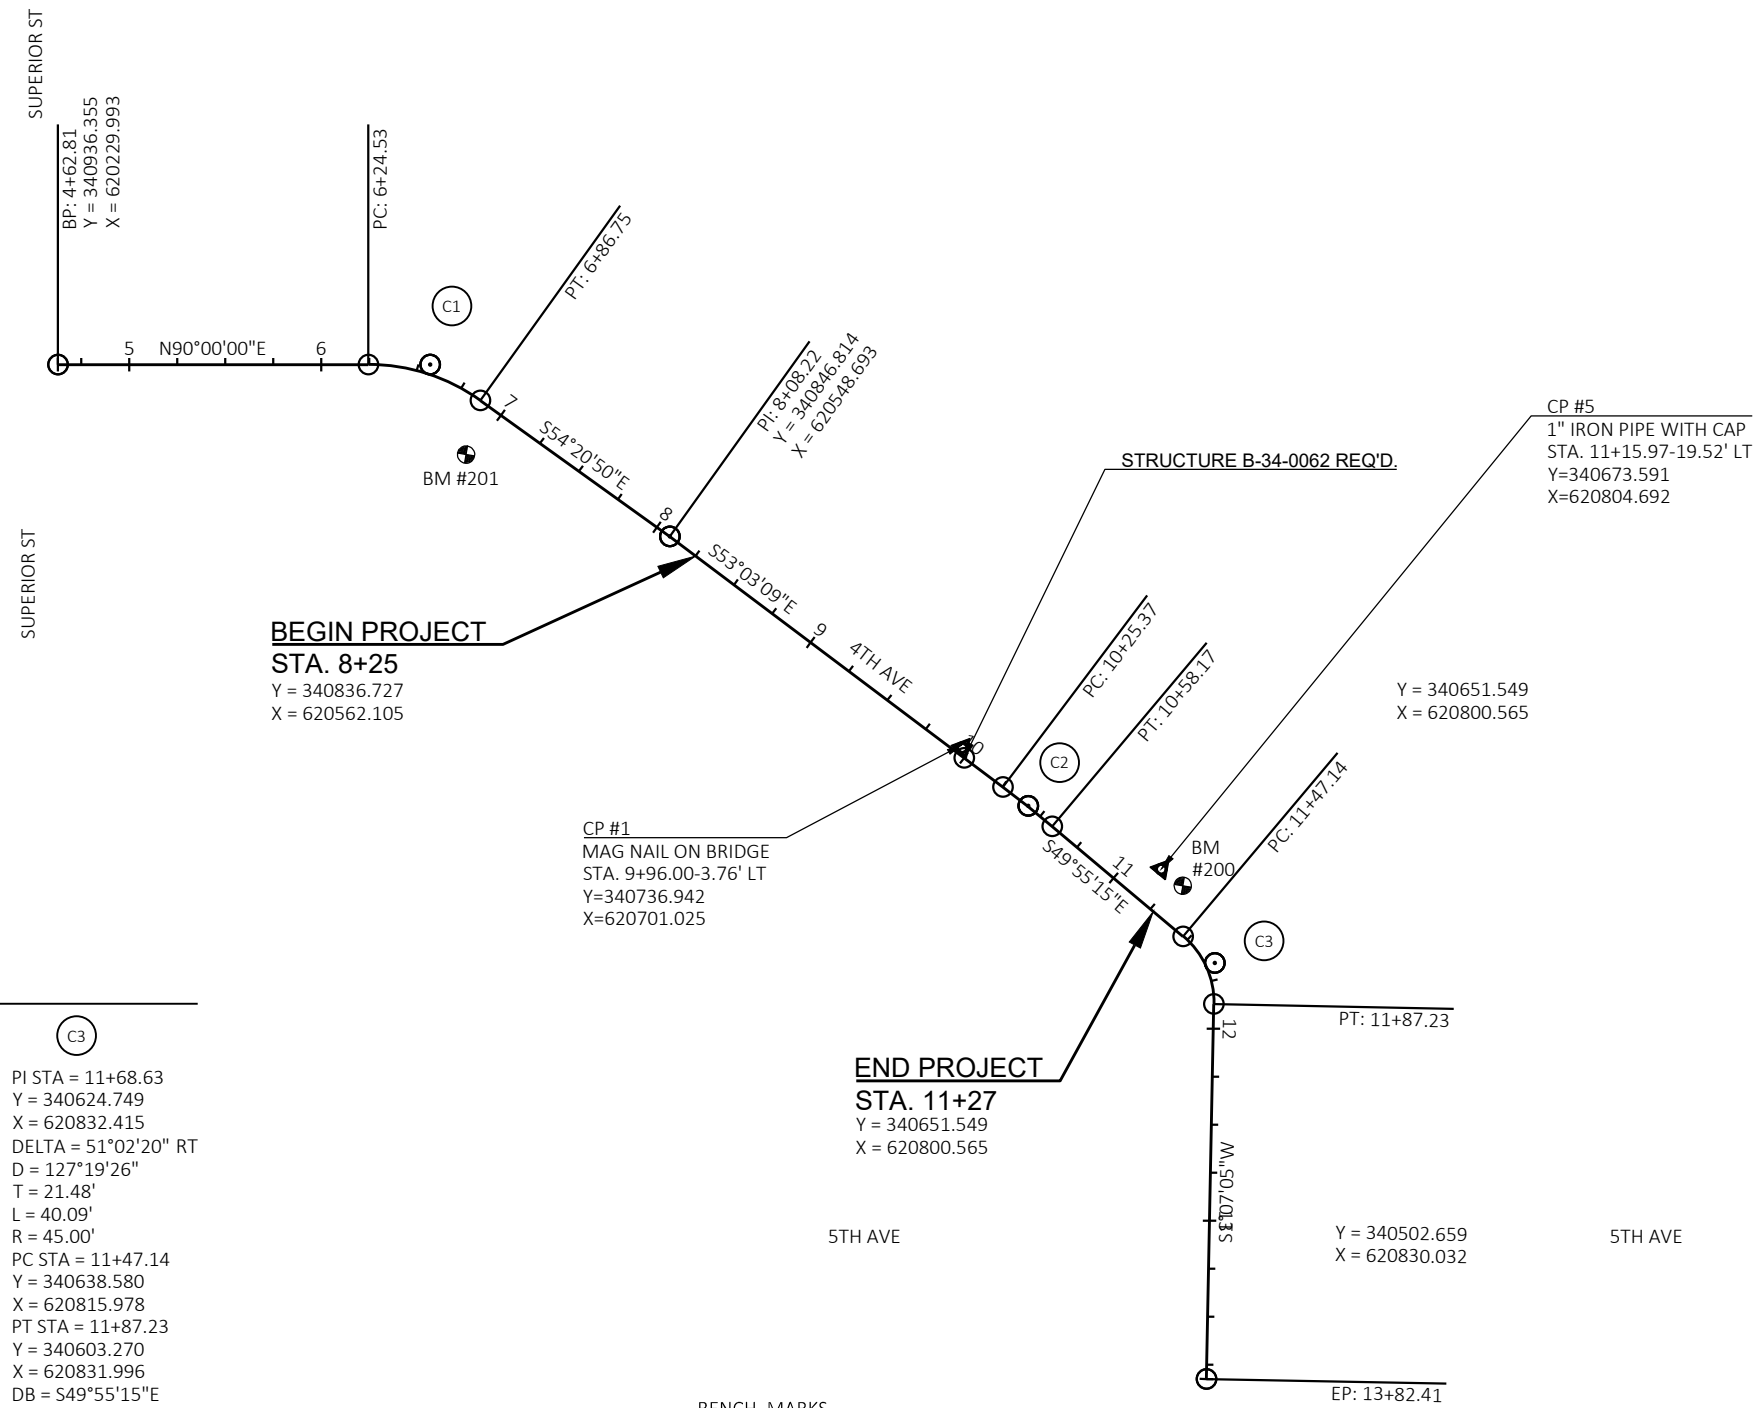 SUPERIOR ST
BP: 4+62.81
Y = 340936.355
X = 620229.993
PC: 6+24.53
PT: 6+86.75
C1
5
N90°00'00"E
6
7
S54°20'50"E
BM #201
PI: 8+08.22
Y = 340846.814
X = 620548.693
8
SUPERIOR ST
S53°03'09"E
CP #5
1" IRON PIPE WITH CAP
STA. 11+15.97-19.52' LT
Y=340673.591
X=620804.692
STRUCTURE B-34-0062 REQ'D.
BEGIN PROJECT
STA. 8+25
Y = 340836.727
X = 620562.105
9
4TH AVE
PC: 10+25.37
PT: 10+58.17
Y = 340651.549
X = 620800.565
10
C2
CP #1
MAG NAIL ON BRIDGE
STA. 9+96.00-3.76' LT
Y=340736.942
X=620701.025
S49°55'15"E
11
BM
#200
PC: 11+47.14
C3
PT: 11+87.23
12
END PROJECT
STA. 11+27
Y = 340651.549
X = 620800.565
C3
PI STA = 11+68.63
Y = 340624.749
X = 620832.415
DELTA = 51°02'20" RT
D = 127°19'26"
T = 21.48'
L = 40.09'
R = 45.00'
PC STA = 11+47.14
Y = 340638.580
X = 620815.978
PT STA = 11+87.23
Y = 340603.270
X = 620831.996
DB = S49°55'15"E
13
5TH AVE
Y = 340502.659
X = 620830.032
5TH AVE
EP: 13+82.41
BENCH MARKS